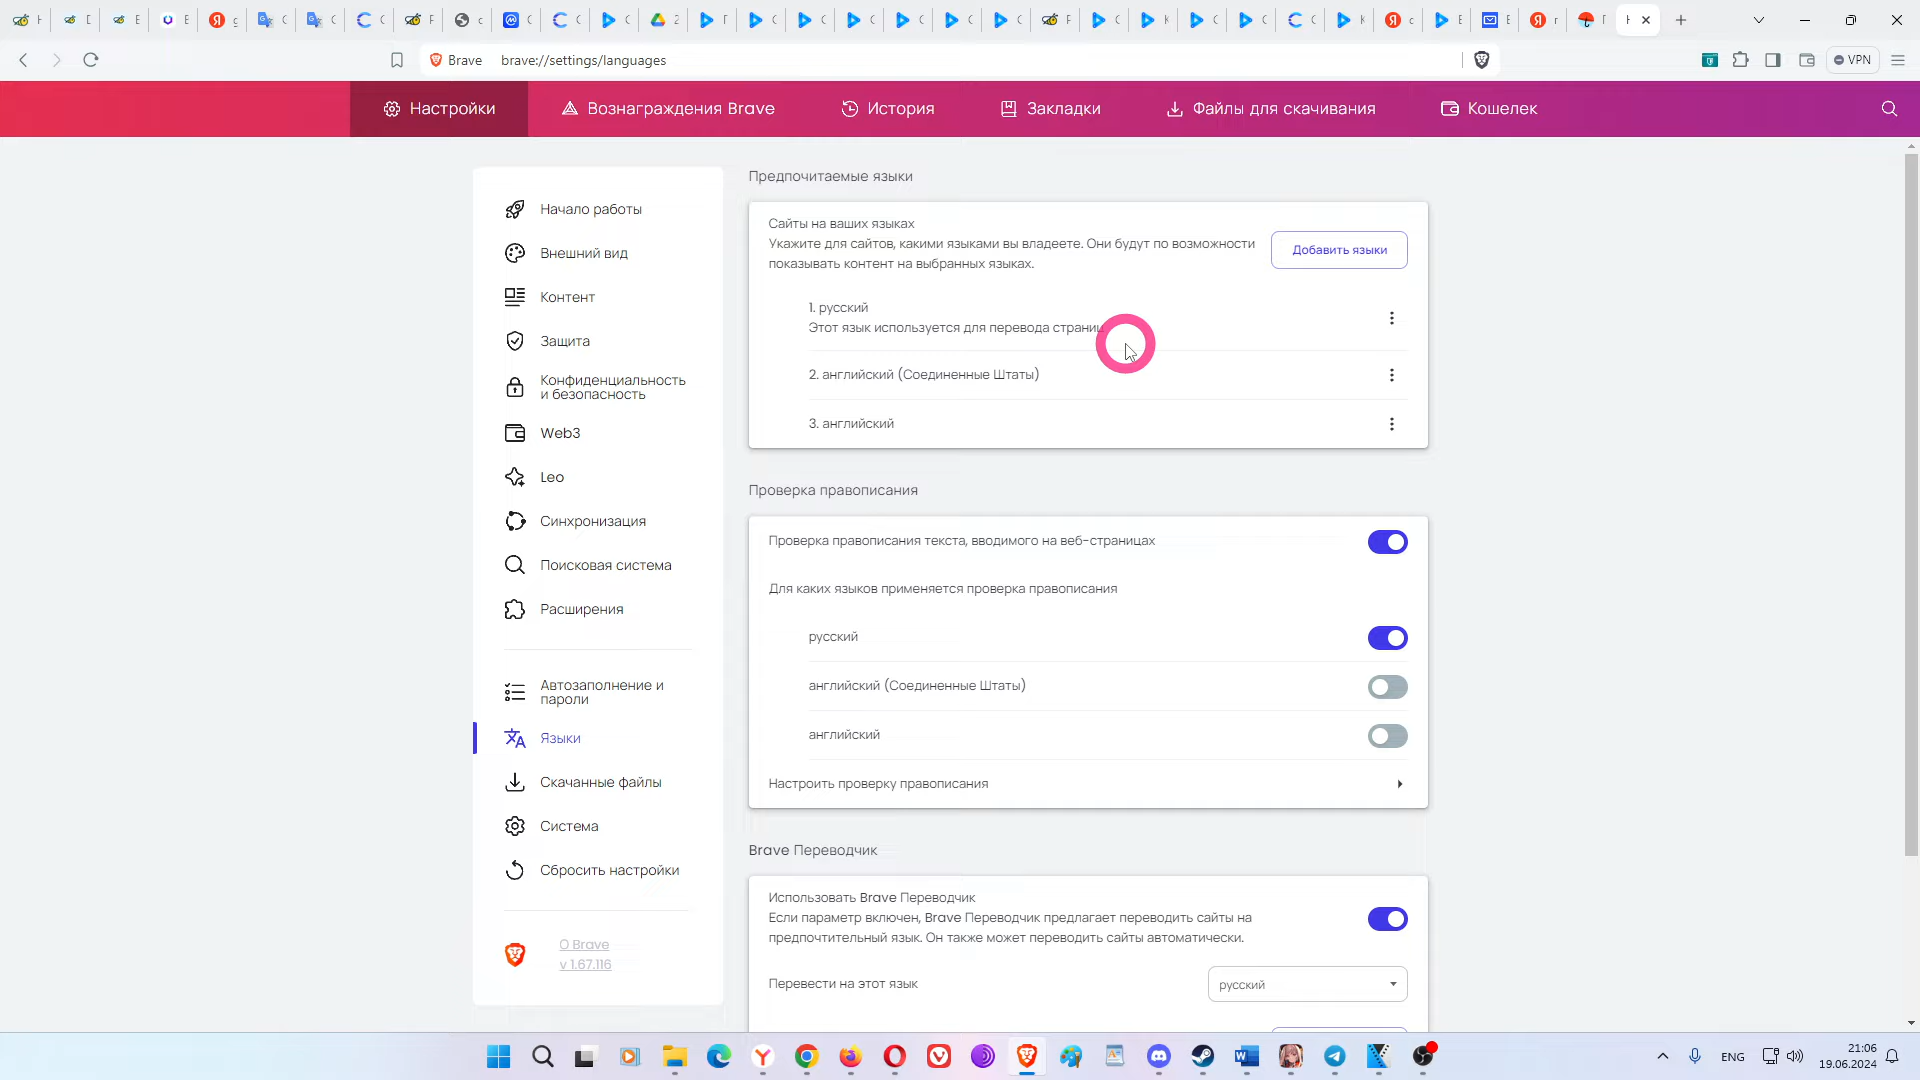 Brave brave://settings/languages
VPN
Настройки
Вознаграждения Brave
История
Закладки
Файлы для скачивания
Кошелек
Начало работы
Внешний вид
Контент
Защита
Конфиденциальность
и безопасность
Web3
Leo
Синхронизация
Поисковая система
Расширения
Автозаполнение и
пароли
Языки
Скачанные файлы
Система
Сбросить настройки
О Brave
v 1.67.116
Предпочитаемые языки
Сайты на ваших языках
Укажите для сайтов, какими языками вы владеете. Они будут по возможности
показывать контент на выбранных языках.
Добавить языки
1. русский
Этот язык используется для перевода страниц
2. английский (Соединенные Штаты)
3. английский
Проверка правописания
Проверка правописания текста, вводимого на веб-страницах
Для каких языков применяется проверка правописания
русский
английский (Соединенные Штаты)
английский
Настроить проверку правописания
Brave Переводчик
Использовать Brave Переводчик
Если параметр включен, Brave Переводчик предлагает переводить сайты на
предпочтительный язык. Он также может переводить сайты автоматически.
Перевести на этот язык
русский
ENG
21:06
19.06.2024